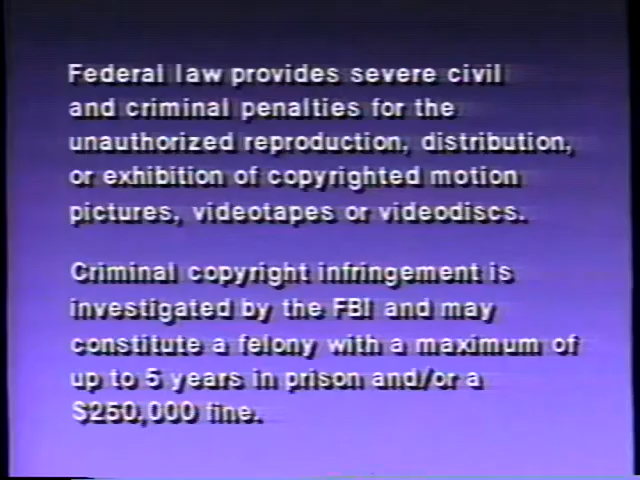 Federal law provides severe civil
and criminal penalties for the
unauthorized reproduction, distribution,
or exhibition of copyrighted motion
pictures, videotapes or videodiscs.
Criminal copyright infringement is
investigated by the FBI and may
constitute a felony with a maximum of
up to 5 years in prison and/or a
$250,000 fine.